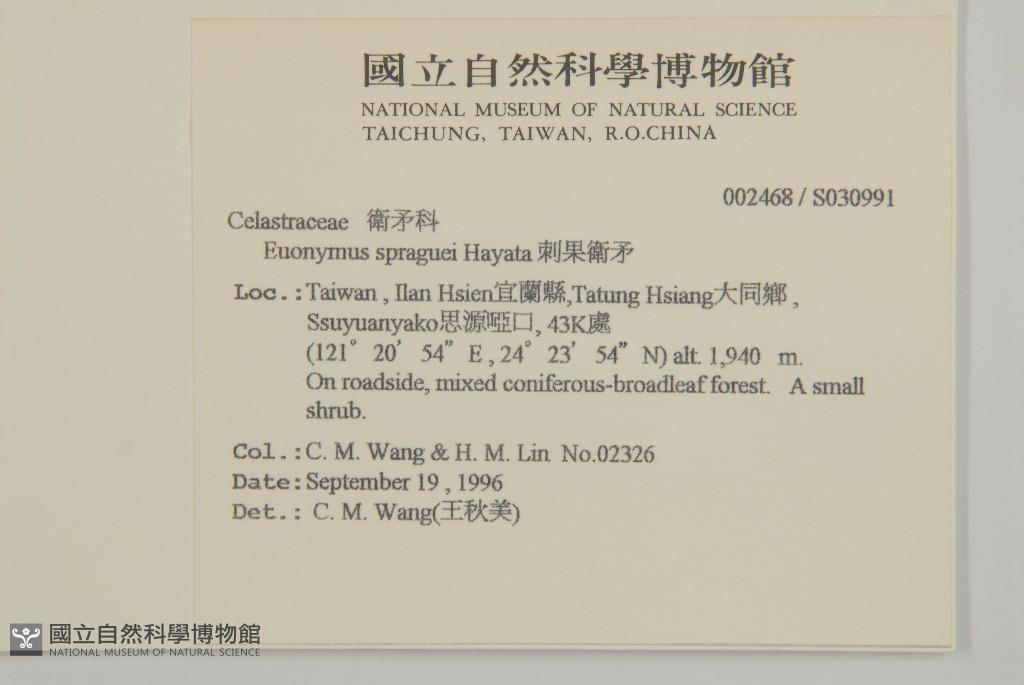 國立自然科學博物館
NATIONAL MUSEUM OF NATURAL SCIENCE
TAICHUNG, TAIWAN, R.O.CHINA
002468 / S030991
Celastraceae 衛矛科
Euonymus spraguei Hayata 刺果衛矛
Loc.: Taiwan , Ilan Hsien宜蘭縣,Tatung Hsiang大同鄉 ,
Ssuyuanyako思源啞口, 43K處
(121° 20′ 54” E , 24° 23′ 54” N) alt. 1,940 m.
On roadside, mixed coniferous-broadleaf forest. A small
shrub.
Col.: C. M. Wang & H. M. Lin No.02326
Date: September 19 , 1996
Det.: C. M. Wang(王秋美)
國立自然科學博物館
NATIONAL MUSEUM OF NATURAL SCIENCE